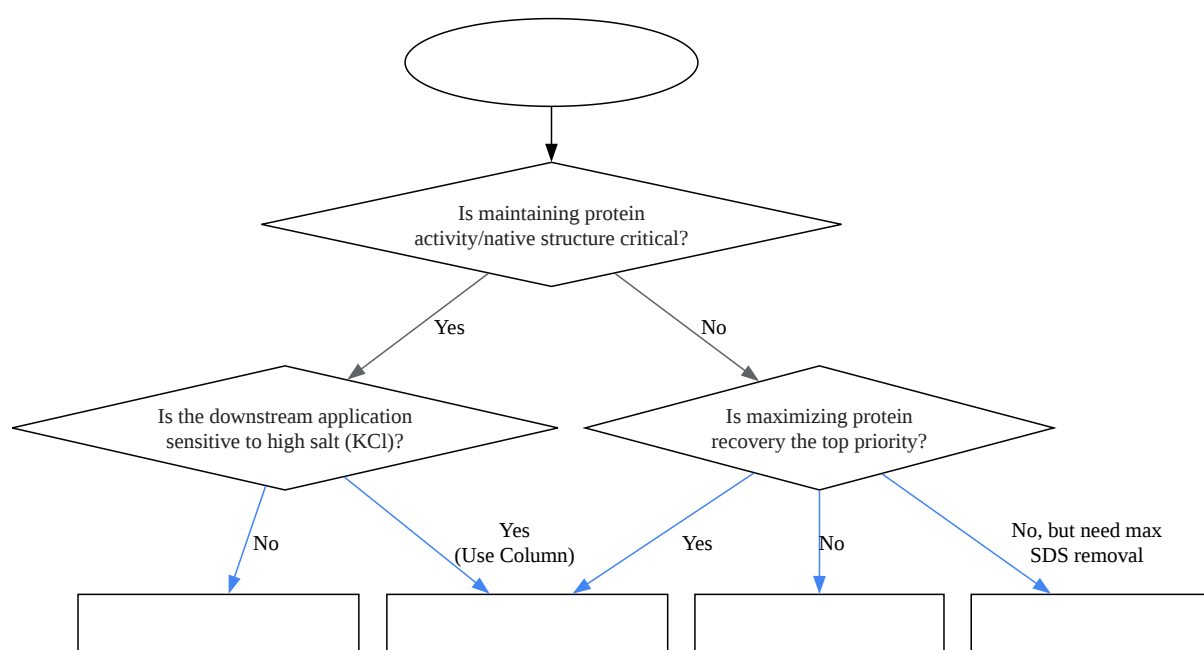 Is maintaining protein
activity/native structure critical?
Yes
No
Is the downstream application
sensitive to high salt (KCl)?
Is maximizing protein
recovery the top priority?
No
Yes
(Use Column)
Yes
No
No, but need max
SDS removal